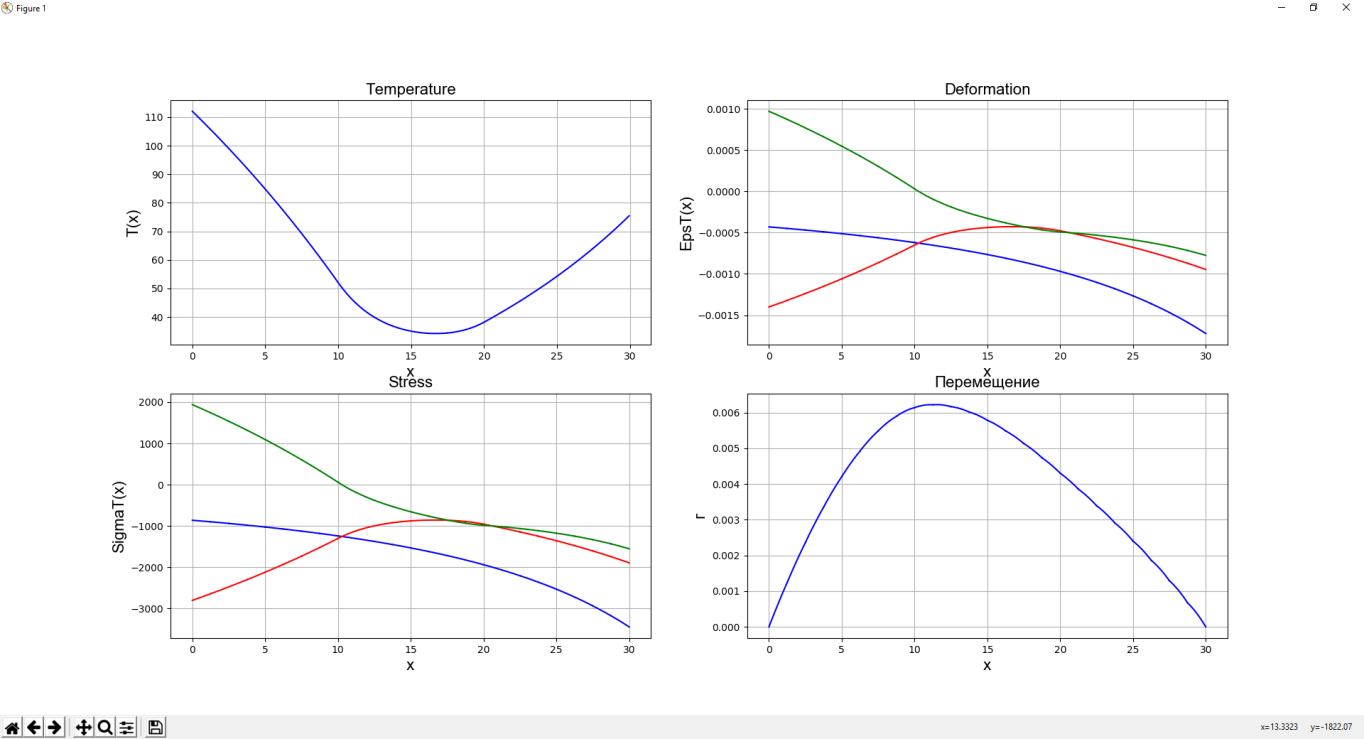 Figure 1
Temperature
T(x)
110
100
90
80
70
60
50
40
0 5 10 15 20 25 30
x
Deformation
EpsT(x)
0.0010
0.0005
0.0000
−0.0005
−0.0010
−0.0015
0 5 10 15 20 25 30
x
Stress
SigmaT(x)
2000
1000
0
−1000
−2000
−3000
0 5 10 15 20 25 30
x
Перемещение
r
0.006
0.005
0.004
0.003
0.002
0.001
0.000
0 5 10 15 20 25 30
x
x=13.3323 y=-1822.07